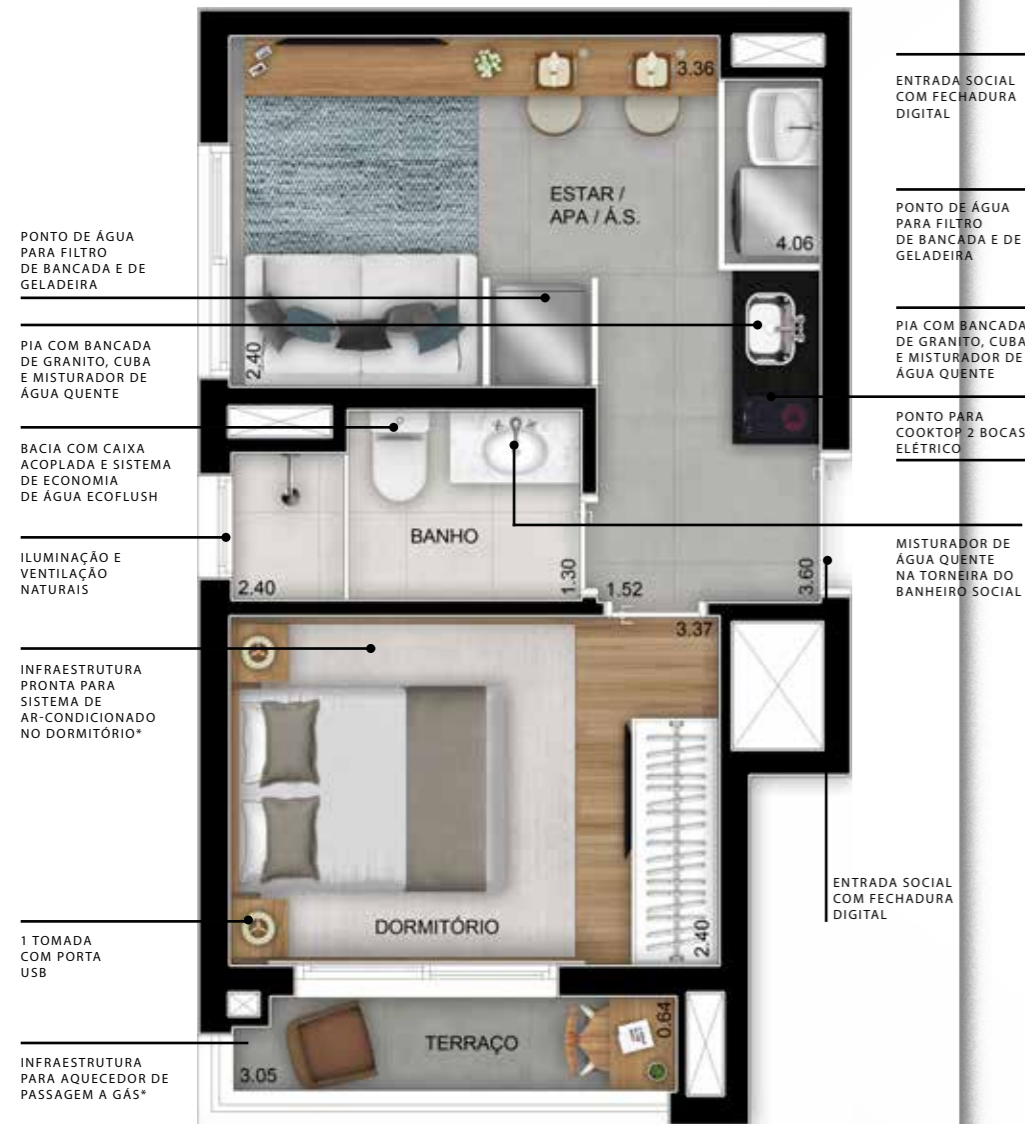 PONTO DE ÁGUA
PARA FILTRO
DE BANCADA E DE
GELADEIRA
PIA COM BANCADA
DE GRANITO, CUBA
E MISTURADOR DE
ÁGUA QUENTE
BACIA COM CAIXA
ACOPLADA E SISTEMA
DE ECONOMIA
DE ÁGUA ECOFLUSH
ILUMINAÇÃO E
VENTILAÇÃO
NATURAIS
INFRAESTRUTURA
PRONTA PARA
SISTEMA DE
AR-CONDICIONADO
NO DORMITÓRIO*
1 TOMADA
COM PORTA
USB
INFRAESTRUTURA
PARA AQUECEDOR DE
PASSAGEM A GÁS*
3.36
ESTAR /
APA / Á.S.
4.06
2.40
BANHO
2.40
1.30
1.52
3.60
3.37
DORMITÓRIO
2.40
TERRAÇO
0.64
3.05
ENTRADA SOCIAL
COM FECHADURA
DIGITAL
PONTO DE ÁGUA
PARA FILTRO
DE BANCADA E DE
GELADEIRA
PIA COM BANCADA
DE GRANITO, CUBA
E MISTURADOR DE
ÁGUA QUENTE
PONTO PARA
COOKTOP 2 BOCAS
ELÉTRICO
MISTURADOR DE
ÁGUA QUENTE
NA TORNEIRA DO
BANHEIRO SOCIAL
ENTRADA SOCIAL
COM FECHADURA
DIGITAL